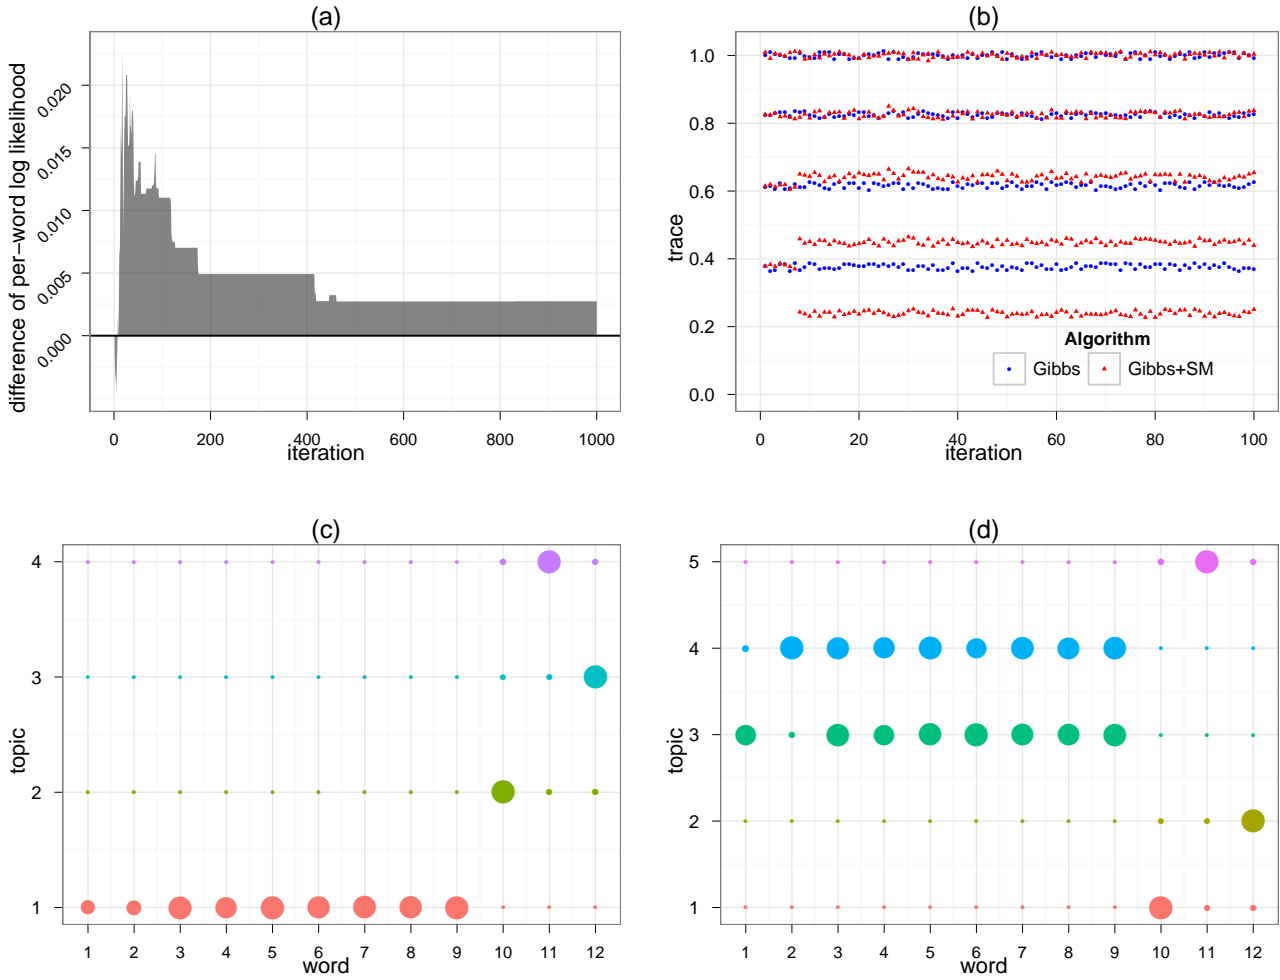 (a)
difference of per−word log likelihood
0.020
0.015
0.010
0.005
0.000
0 200 400 600 800 1000
iteration
(b)
trace
1.0
0.8
0.6
0.4
0.2
0.0
Algorithm
Gibbs Gibbs+SM
0 20 40 60 80 100
iteration
(c)
topic
4
3
2
1
1 2 3 4 5 6 7 8 9 10 11 12
word
(d)
topic
5
4
3
2
1
1 2 3 4 5 6 7 8 9 10 11 12
word